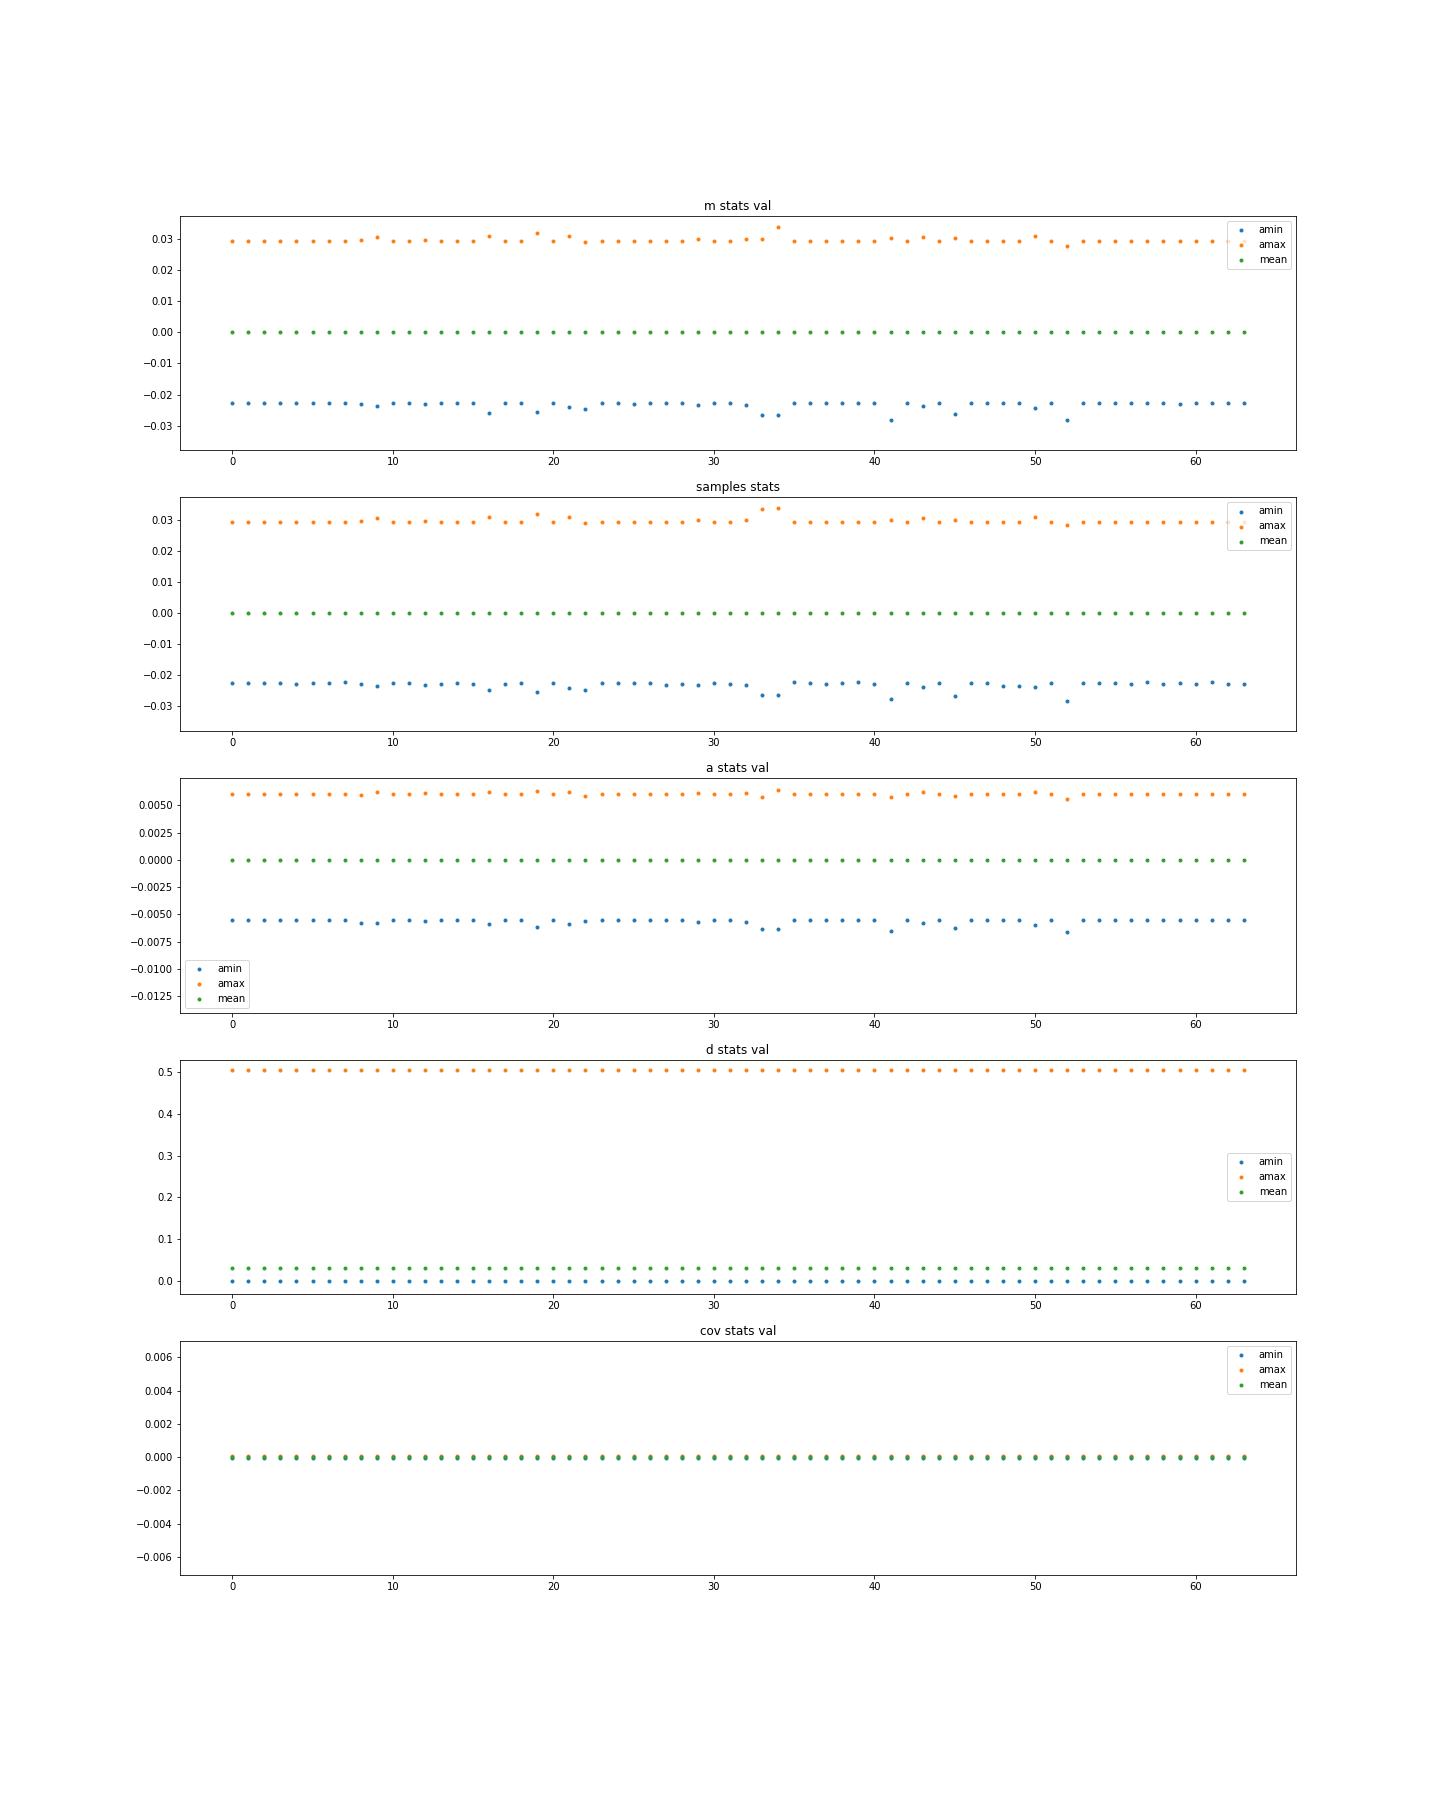 m stats val
0.03
0.02
0.01
0.00
−0.01
−0.02
−0.03
amin
amax
mean
0 10 20 30 40 50 60
samples stats
0.03
0.02
0.01
0.00
−0.01
−0.02
−0.03
amin
amax
mean
0 10 20 30 40 50 60
a stats val
0.0050
0.0025
0.0000
−0.0025
−0.0050
−0.0075
−0.0100
−0.0125
amin
amax
mean
0 10 20 30 40 50 60
d stats val
0.5
0.4
0.3
0.2
0.1
0.0
amin
amax
mean
0 10 20 30 40 50 60
cov stats val
0.006
0.004
0.002
0.000
−0.002
−0.004
−0.006
amin
amax
mean
0 10 20 30 40 50 60